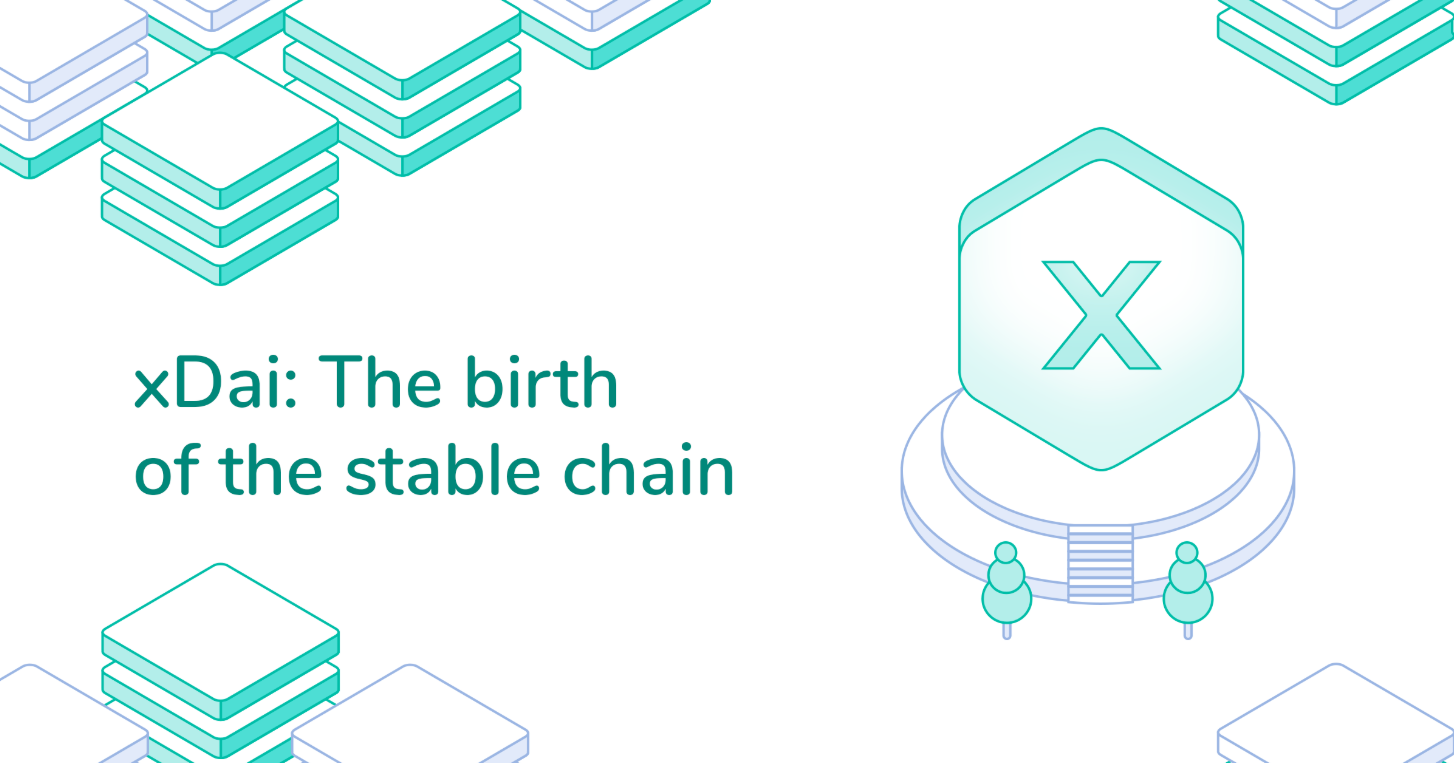 xDai: The birth
of the stable chain
X